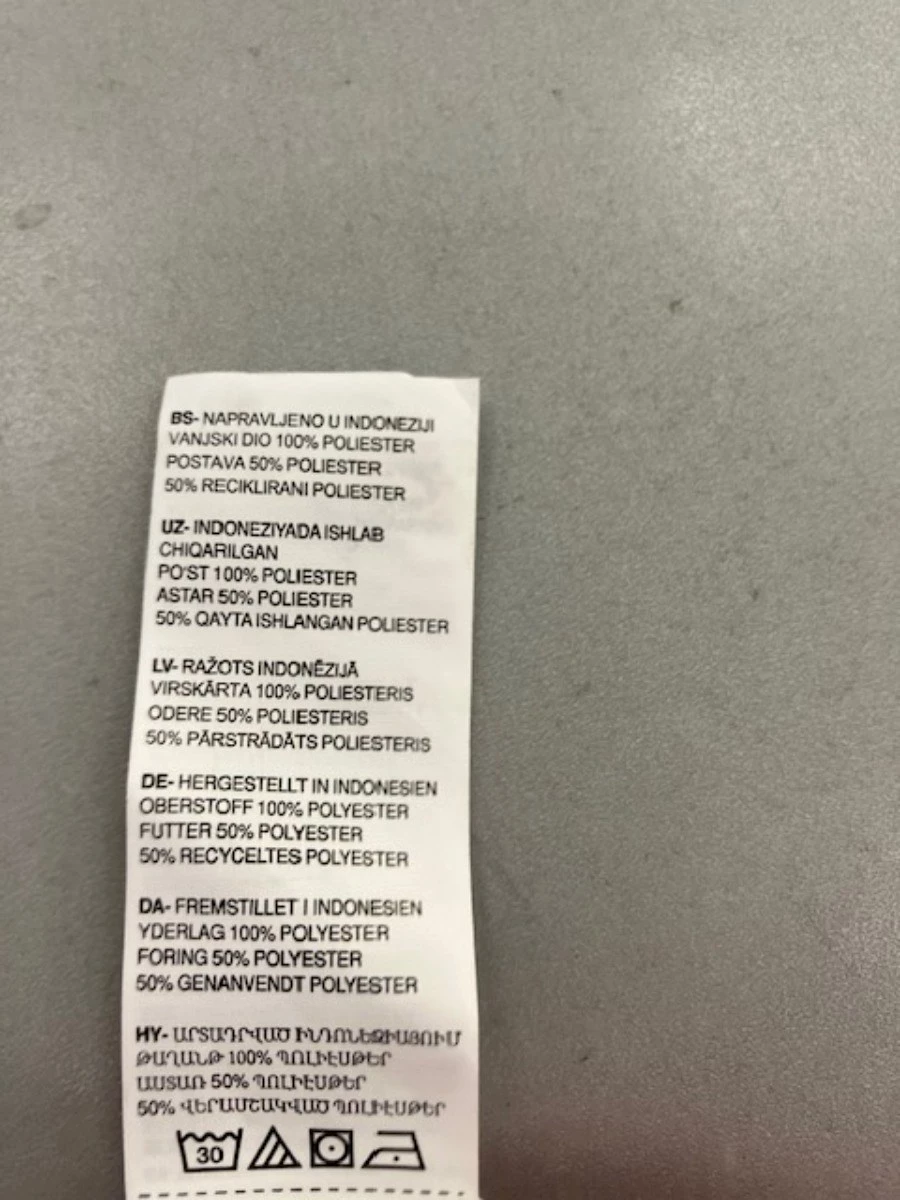 BS- NAPRAVLJENO U INDONEZIJI
VANJSKI DIO 100% POLIESTER
POSTAVA 50% POLIESTER
50% RECIKLIRANI POLIESTER
UZ- INDONEZIYADA ISHLAB
CHIQARILGAN
PO'ST 100% POLIESTER
ASTAR 50% POLIESTER
50% QAYTA ISHLANGAN POLIESTER
LV- RAŽOTS INDONĒZIJĀ
VIRSKĀRTA 100% POLIESTERIS
ODERE 50% POLIESTERIS
50% PĀRSTRĀDĀTS POLIESTERIS
DE- HERGESTELLT IN INDONESIEN
OBERSTOFF 100% POLYESTER
FUTTER 50% POLYESTER
50% RECYCELTES POLYESTER
DA- FREMSTILLET I INDONESIEN
YDERLAG 100% POLYESTER
FORING 50% POLYESTER
50% GENANVENDT POLYESTER
HY- ԱՐՏԱԴՐՎԱԾ ԻՆԴՈՆԵԶԻԱՅՈՒՄ
ԹԱՂԱՆԹ 100% ՊՈԼԻԷՍԹԵՐ
ԱՍՏԱՌ 50% ՊՈԼԻԷՍԹԵՐ
50% ՎԵՐԱՄՇԱԿՎԱԾ ՊՈԼԻԷՍԹԵՐ
30